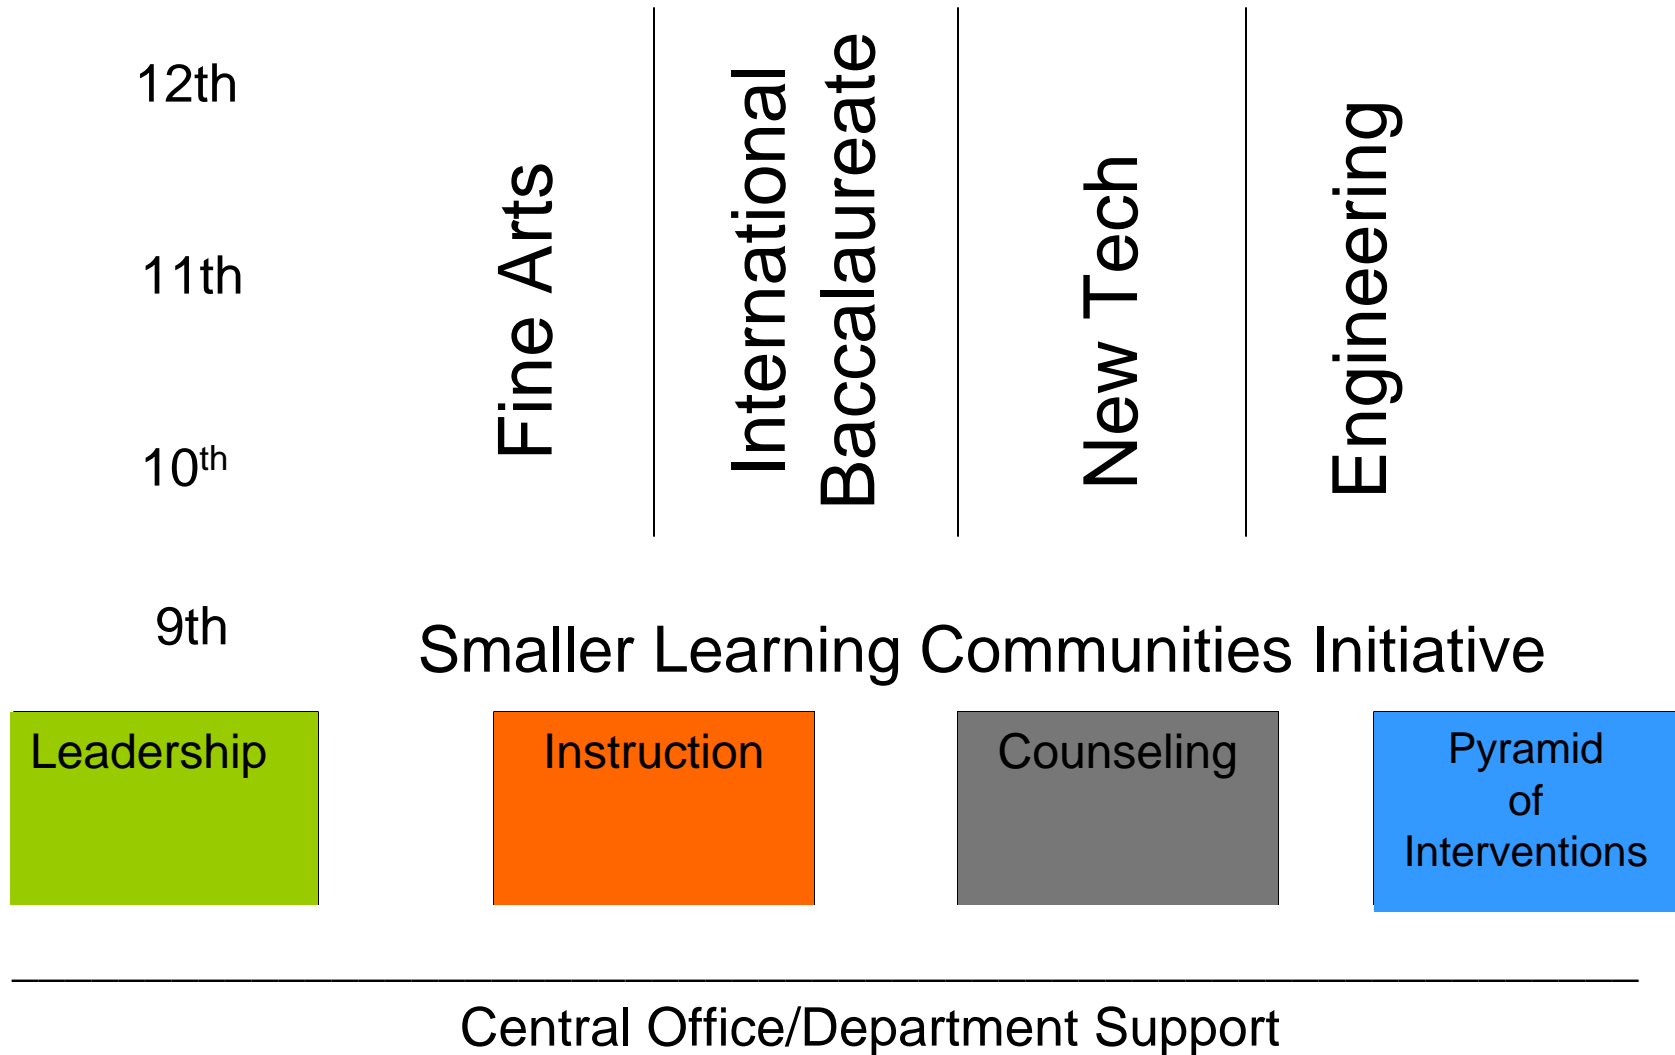 12th
11th
10th
9th
Fine Arts
International
Baccalaureate
New Tech
Engineering
Smaller Learning Communities Initiative
Leadership
Instruction
Counseling
Pyramid
of
Interventions
Central Office/Department Support